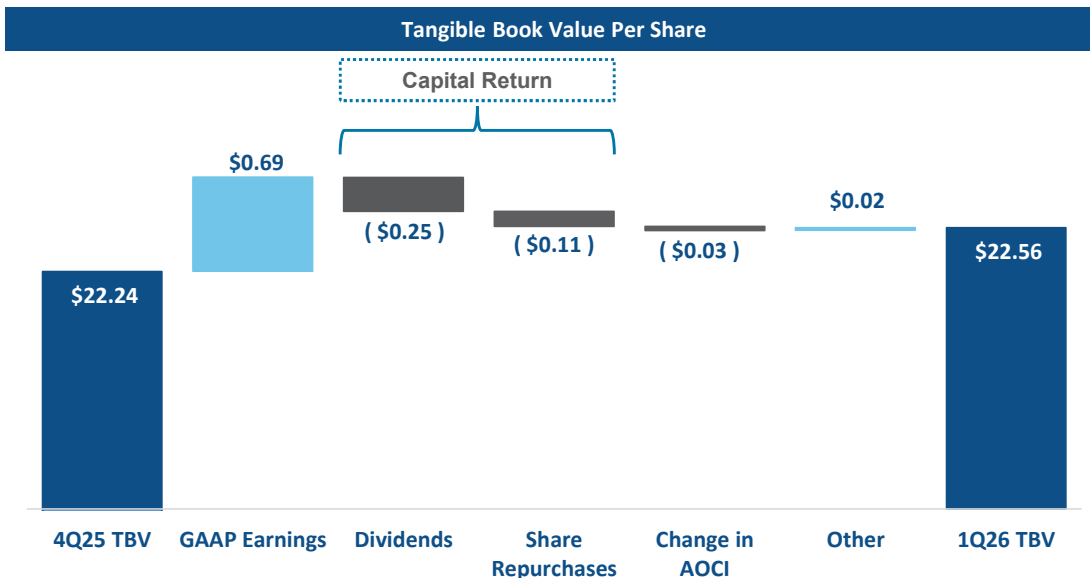 Tangible Book Value Per Share
Capital Return
$0.69
( $0.25 )
( $0.11 )
( $0.03 )
$0.02
$22.24
$22.56
4Q25 TBV
GAAP Earnings
Dividends
Share
Repurchases
Change in
AOCI
Other
1Q26 TBV